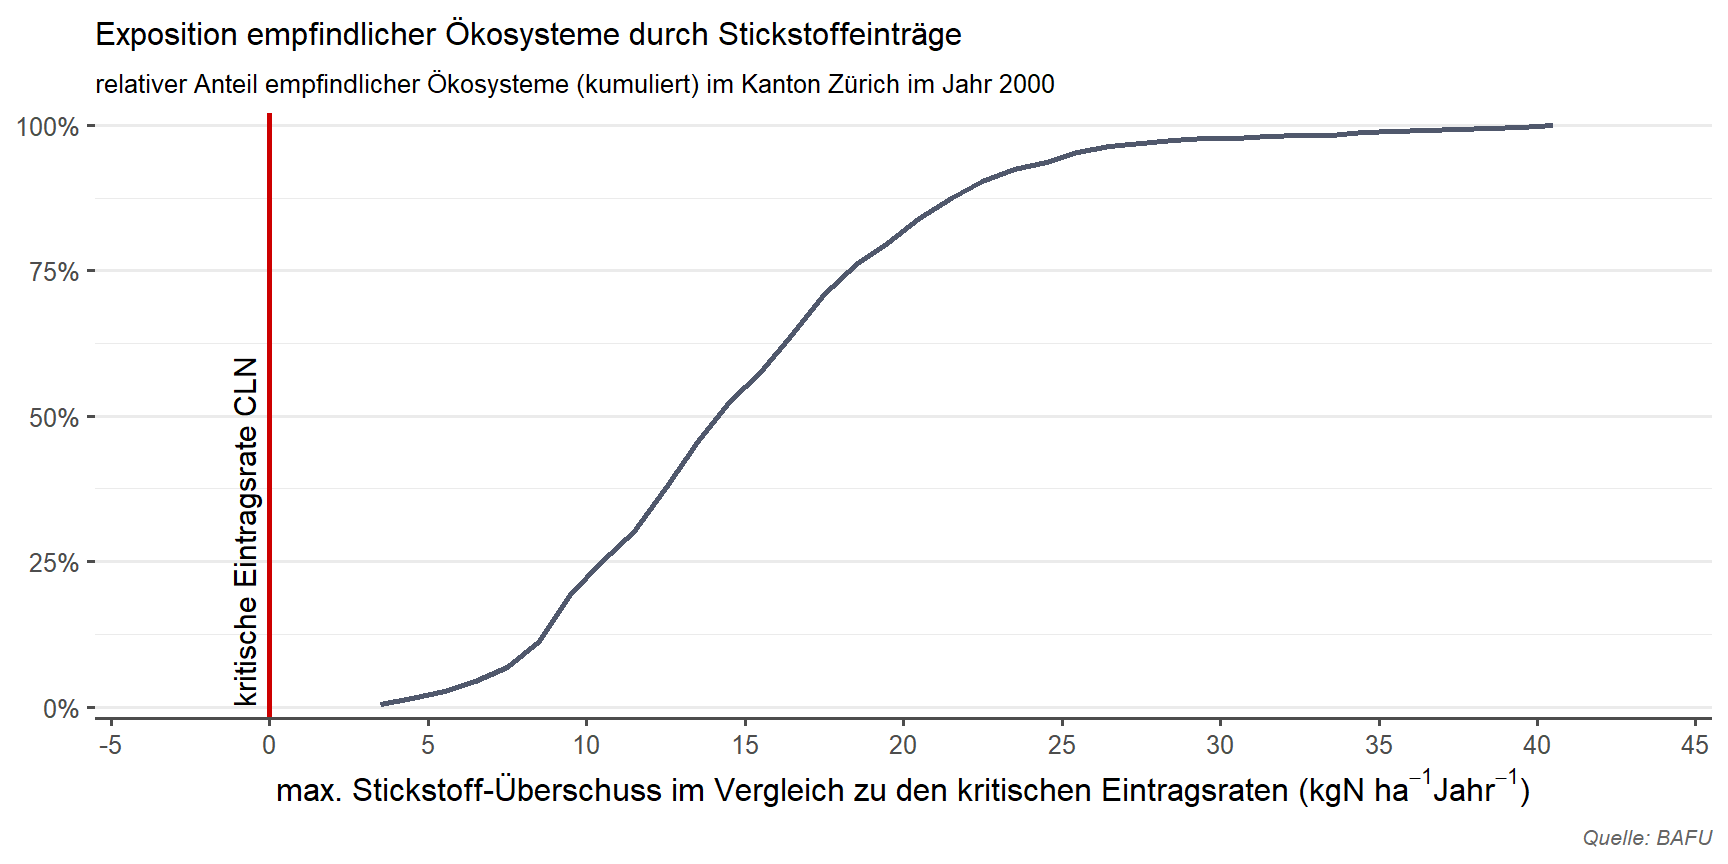 Exposition empfindlicher Ökosysteme durch Stickstoffeinträge
relativer Anteil empfindlicher Ökosysteme (kumuliert) im Kanton Zürich im Jahr 2000
100%
75%
50%
25%
0%
kritische Eintragsrate CLN
-5 0 5 10 15 20 25 30 35 40 45
max. Stickstoff-Überschuss im Vergleich zu den kritischen Eintragsraten (kgN ha⁻¹Jahr⁻¹)
Quelle: BAFU